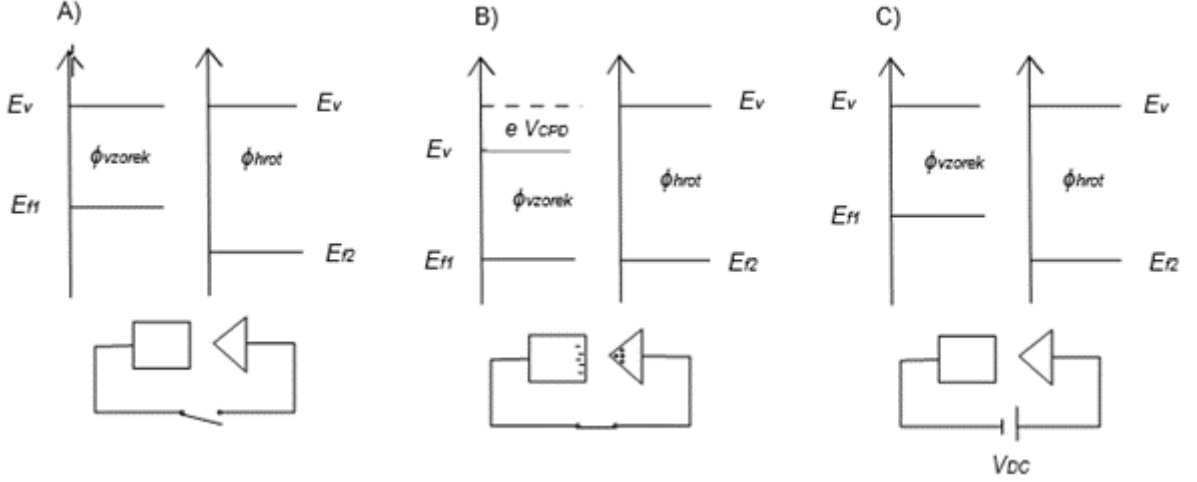 A)
Ev
ϕvzorek
Ef1
Ev
ϕhrot
Ef2
B)
e VCPD
Ev
ϕvzorek
Ef1
Ev
ϕhrot
Ef2
C)
Ev
ϕvzorek
Ef1
Ev
ϕhrot
Ef2
VDC